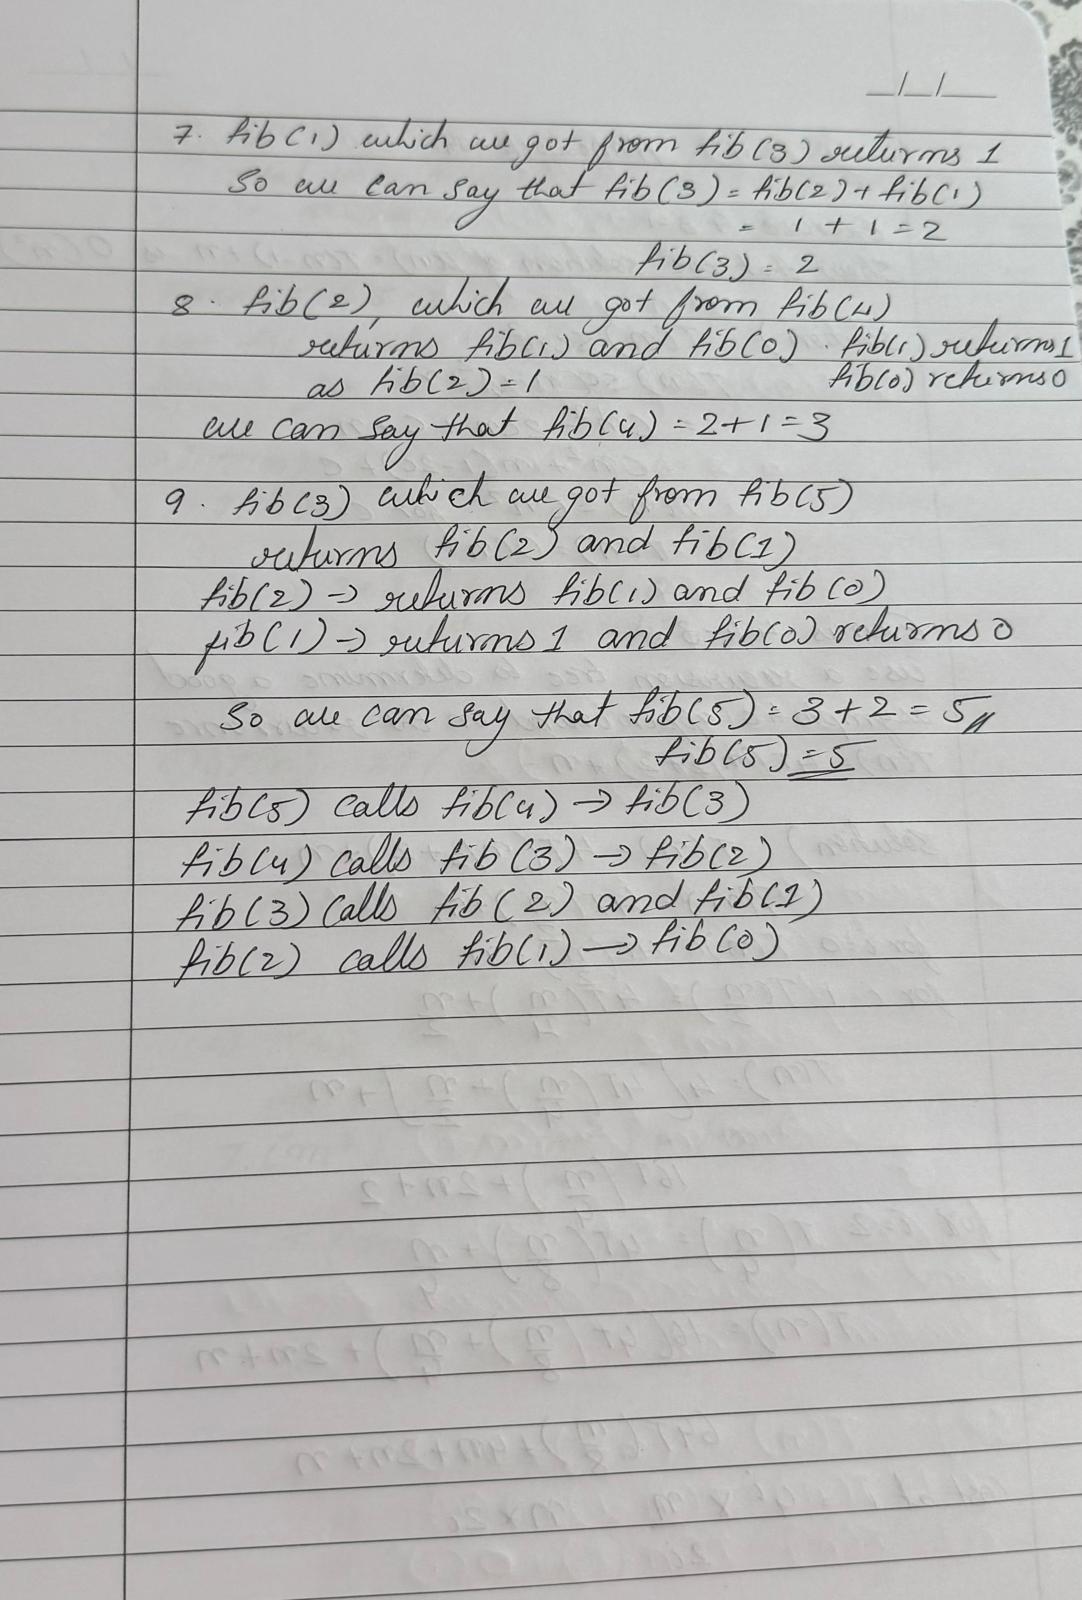 _/_/__
7. fib(1) which we got from fib(3) returns 1
So we can say that fib(3) = fib(2) + fib(1)
= 1 + 1 = 2
fib(3) = 2
8. fib(2), which we got from fib(4)
returns fib(1) and fib(0). fib(1) returns 1
as fib(2) = 1 fib(0) returns 0
we can say that fib(4) = 2+1=3
9. fib(3) which we got from fib(5)
returns fib(2) and fib(1)
fib(2) → returns fib(1) and fib(0)
fib(1) → returns 1 and fib(0) returns 0
So we can say that fib(5) = 3+2 = 5
fib(5) = 5
fib(5) calls fib(4) → fib(3)
fib(4) calls fib(3) → fib(2)
fib(3) calls fib(2) and fib(1)
fib(2) calls fib(1) → fib(0)